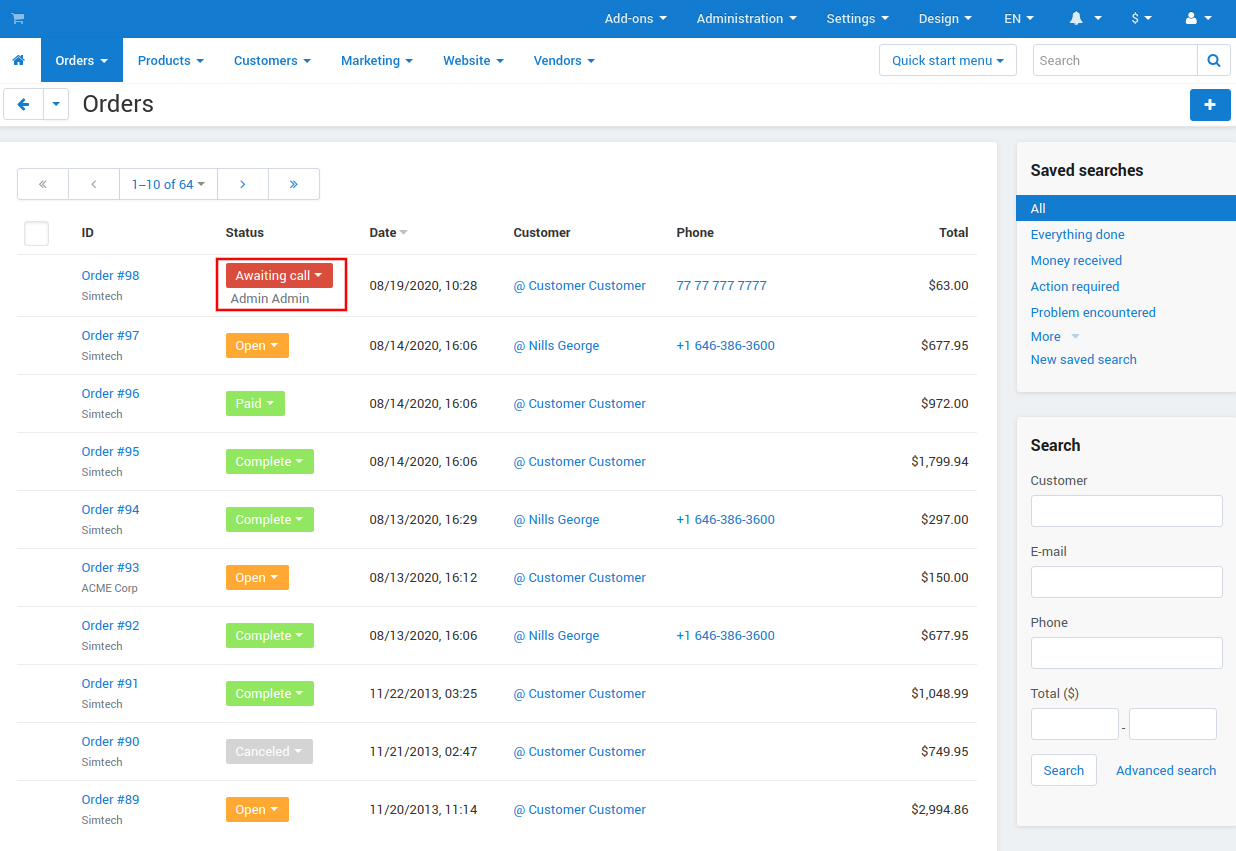 Add-ons Administration Settings Design EN $
Orders Products Customers Marketing Website Vendors Quick start menu Search
Orders +
« ‹ 1–10 of 64 › »
ID Status Date Customer Phone Total
Order #98 Awaiting call 08/19/2020, 10:28 @ Customer Customer 77 77 777 7777 $63.00
Simtech Admin Admin
Order #97 Open 08/14/2020, 16:06 @ Nills George +1 646-386-3600 $677.95
Simtech
Order #96 Paid 08/14/2020, 16:06 @ Customer Customer $972.00
Simtech
Order #95 Complete 08/14/2020, 16:06 @ Customer Customer $1,799.94
Simtech
Order #94 Complete 08/13/2020, 16:29 @ Nills George +1 646-386-3600 $297.00
Simtech
Order #93 Open 08/13/2020, 16:12 @ Customer Customer $150.00
ACME Corp
Order #92 Complete 08/13/2020, 16:06 @ Nills George +1 646-386-3600 $677.95
Simtech
Order #91 Complete 11/22/2013, 03:25 @ Customer Customer $1,048.99
Simtech
Order #90 Canceled 11/21/2013, 02:47 @ Customer Customer $749.95
Simtech
Order #89 Open 11/20/2013, 11:14 @ Customer Customer $2,994.86
Simtech
Saved searches
All
Everything done
Money received
Action required
Problem encountered
More
New saved search
Search
Customer
E-mail
Phone
Total ($)
-
Search Advanced search